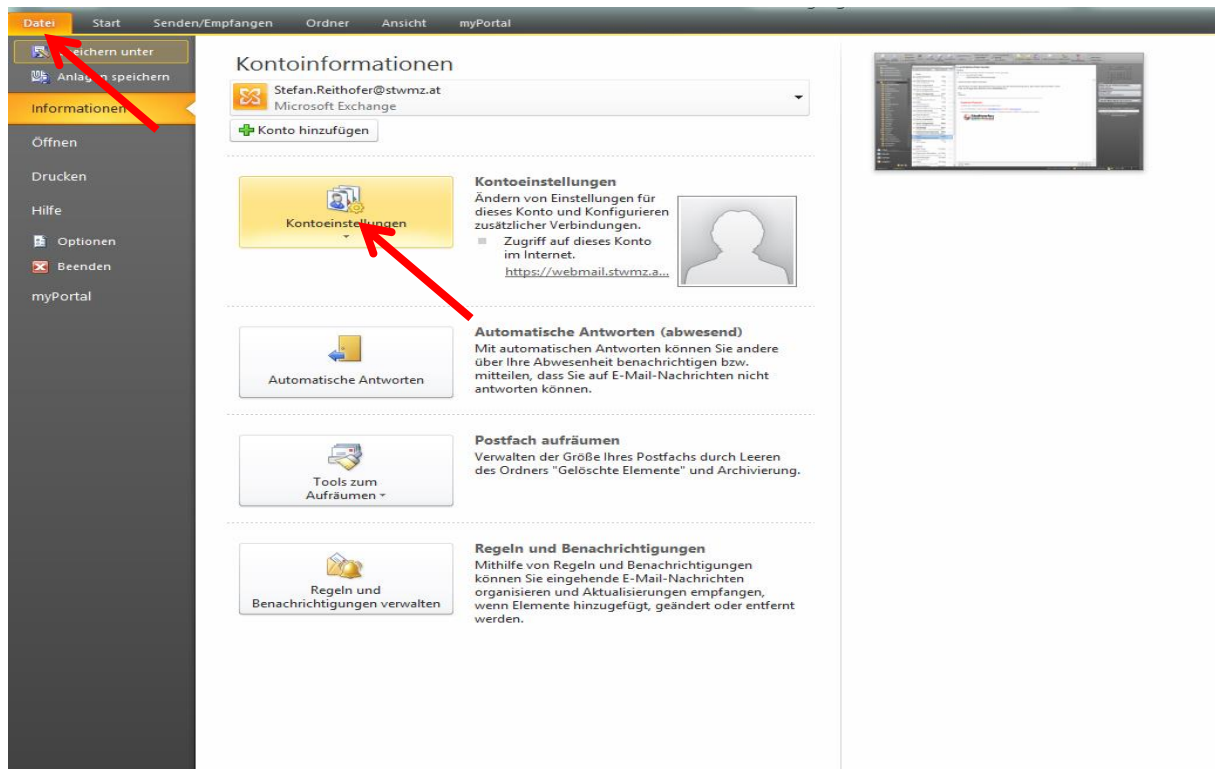 Datei Start Senden/Empfangen Ordner Ansicht myPortal
Speichern unter
Anlagen speichern
Informationen
Öffnen
Drucken
Hilfe
Optionen
Beenden
myPortal
Kontoinformationen
Stefan.Reithofer@stwmz.at
Microsoft Exchange
Konto hinzufügen
Kontoeinstellungen
Kontoeinstellungen
Ändern von Einstellungen für
dieses Konto und Konfigurieren
zusätzlicher Verbindungen.
Zugriff auf dieses Konto
im Internet.
https://webmail.stwmz.a...
Automatische Antworten
Automatische Antworten (abwesend)
Mit automatischen Antworten können Sie andere
über Ihre Abwesenheit benachrichtigen bzw.
mitteilen, dass Sie auf E-Mail-Nachrichten nicht
antworten können.
Tools zum
Aufräumen
Postfach aufräumen
Verwalten der Größe Ihres Postfachs durch Leeren
des Ordners "Gelöschte Elemente" und Archivierung.
Regeln und
Benachrichtigungen verwalten
Regeln und Benachrichtigungen
Mithilfe von Regeln und Benachrichtigungen
können Sie eingehende E-Mail-Nachrichten
organisieren und Aktualisierungen empfangen,
wenn Elemente hinzugefügt, geändert oder entfernt
werden.